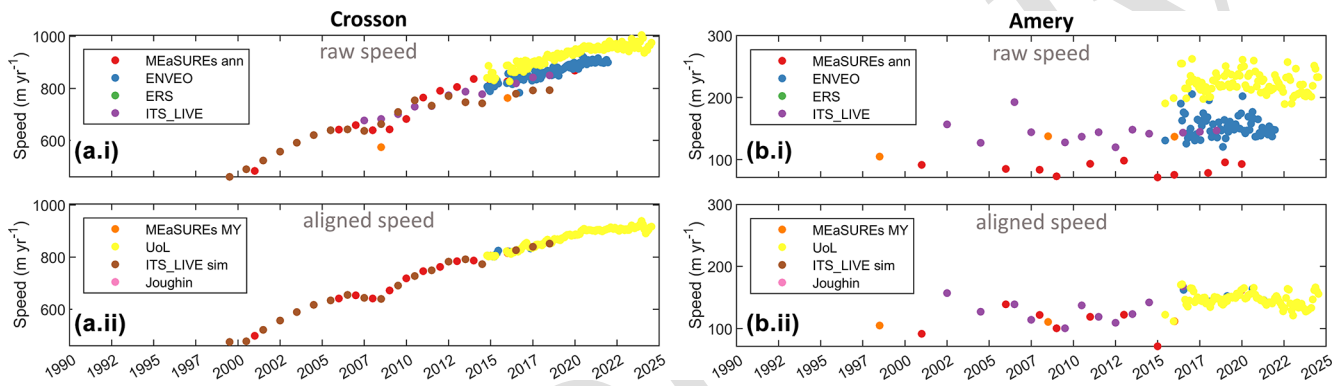 Crosson
Amery
raw speed
1000
800
600
Speed (m yr⁻¹)
MEaSUREs ann
ENVEO
ERS
ITS_LIVE
(a.i)
raw speed
300
200
100
Speed (m yr⁻¹)
MEaSUREs ann
ENVEO
ERS
ITS_LIVE
(b.i)
aligned speed
1000
800
600
Speed (m yr⁻¹)
MEaSUREs MY
UoL
ITS_LIVE sim
Joughin
(a.ii)
1990 1992 1995 1997 2000 2002 2005 2007 2010 2012 2015 2017 2020 2022 2025
aligned speed
300
200
100
Speed (m yr⁻¹)
MEaSUREs MY
UoL
ITS_LIVE sim
Joughin
(b.ii)
1990 1992 1995 1997 2000 2002 2005 2007 2010 2012 2015 2017 2020 2022 2025